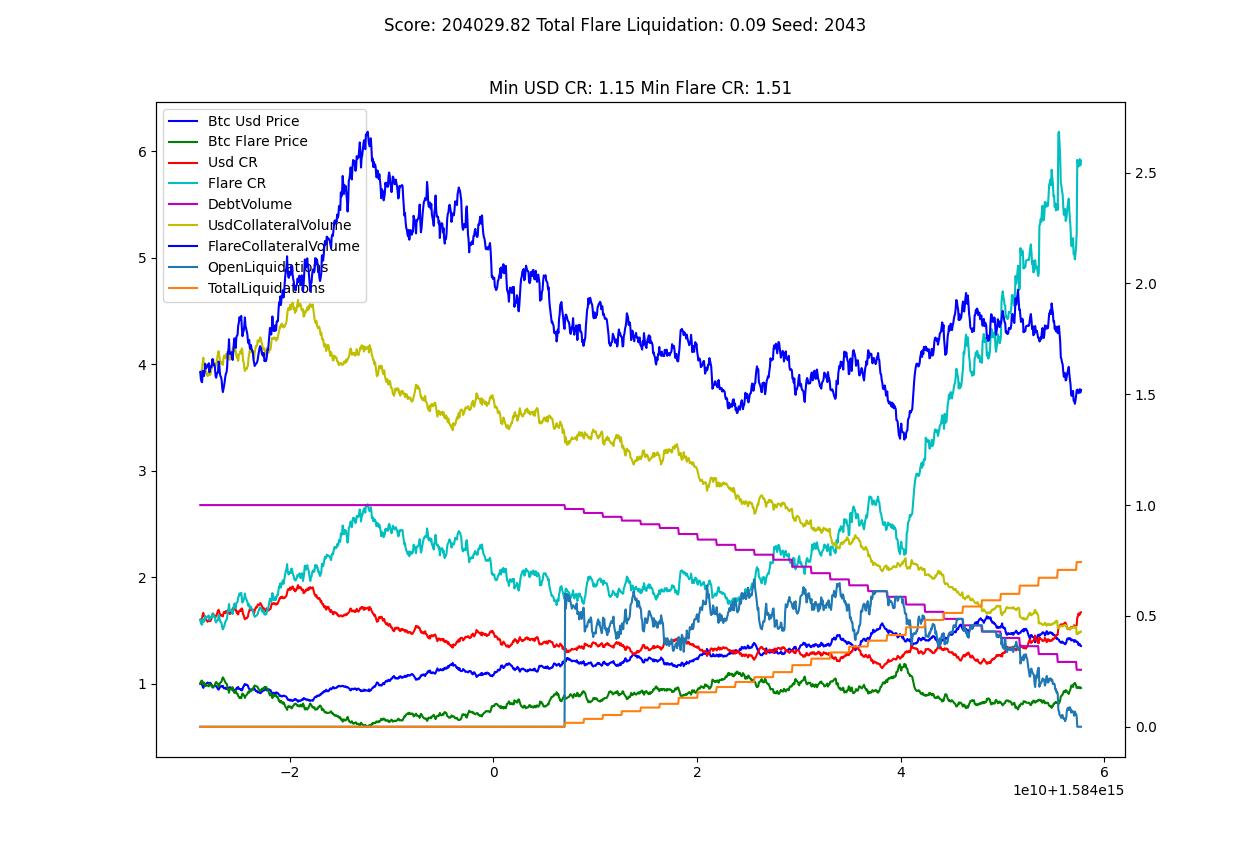 Score: 204029.82 Total Flare Liquidation: 0.09 Seed: 2043
Min USD CR: 1.15 Min Flare CR: 1.51
Btc Usd Price
Btc Flare Price
Usd CR
Flare CR
DebtVolume
UsdCollateralVolume
FlareCollateralVolume
OpenLiquidations
TotalLiquidations
6
5
4
3
2
1
2.5
2.0
1.5
1.0
0.5
0.0
−2 0 2 4 6
1e10+1.584e15